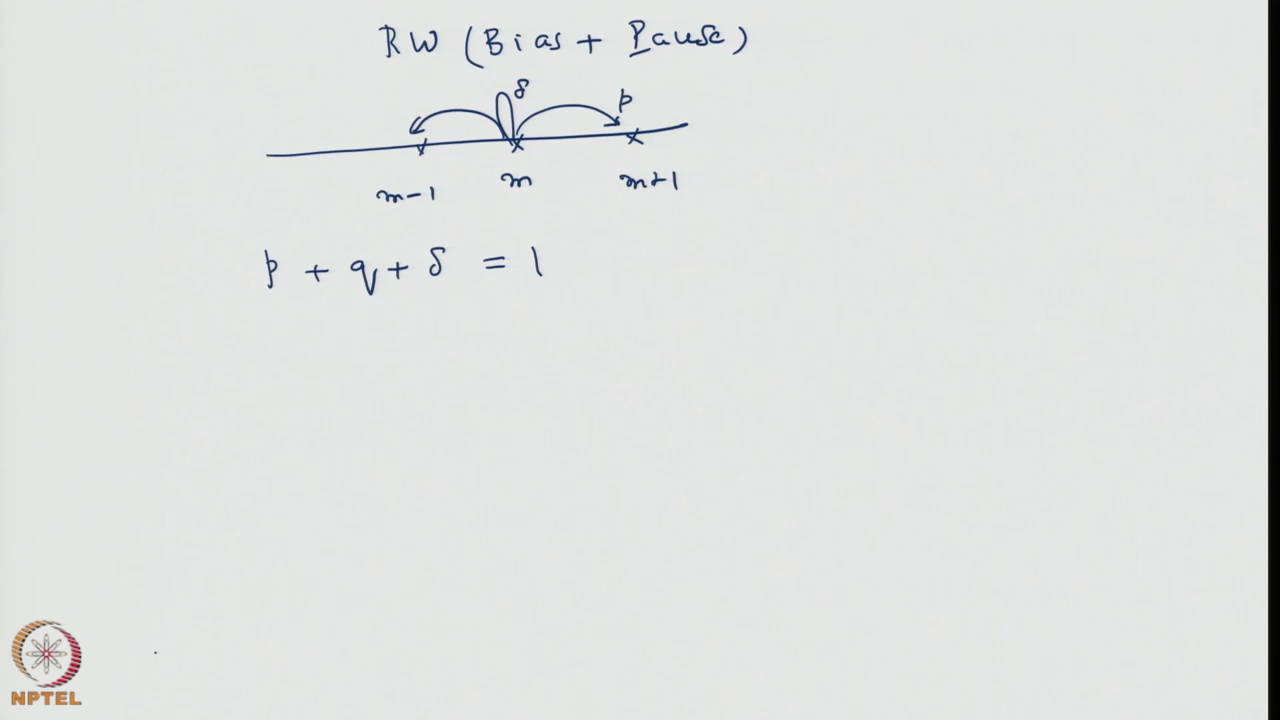 RW (Bias + Pause)
δ p
m-1 m m+1
p + q + δ = 1
NPTEL